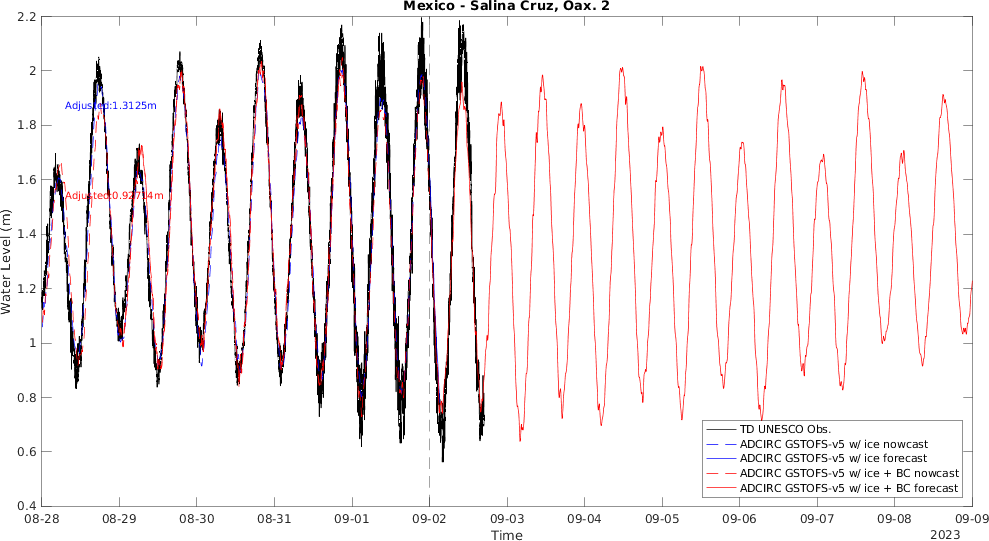 Mexico - Salina Cruz, Oax. 2
2.2
2
1.8
1.6
1.4
1.2
1
0.8
0.6
0.4
Water Level (m)
Adjusted:1.3125m
Adjusted:0.92794m
TD UNESCO Obs.
ADCIRC GSTOFS-v5 w/ ice nowcast
ADCIRC GSTOFS-v5 w/ ice forecast
ADCIRC GSTOFS-v5 w/ ice + BC nowcast
ADCIRC GSTOFS-v5 w/ ice + BC forecast
08-28 08-29 08-30 08-31 09-01 09-02 09-03 09-04 09-05 09-06 09-07 09-08 09-09
Time
2023